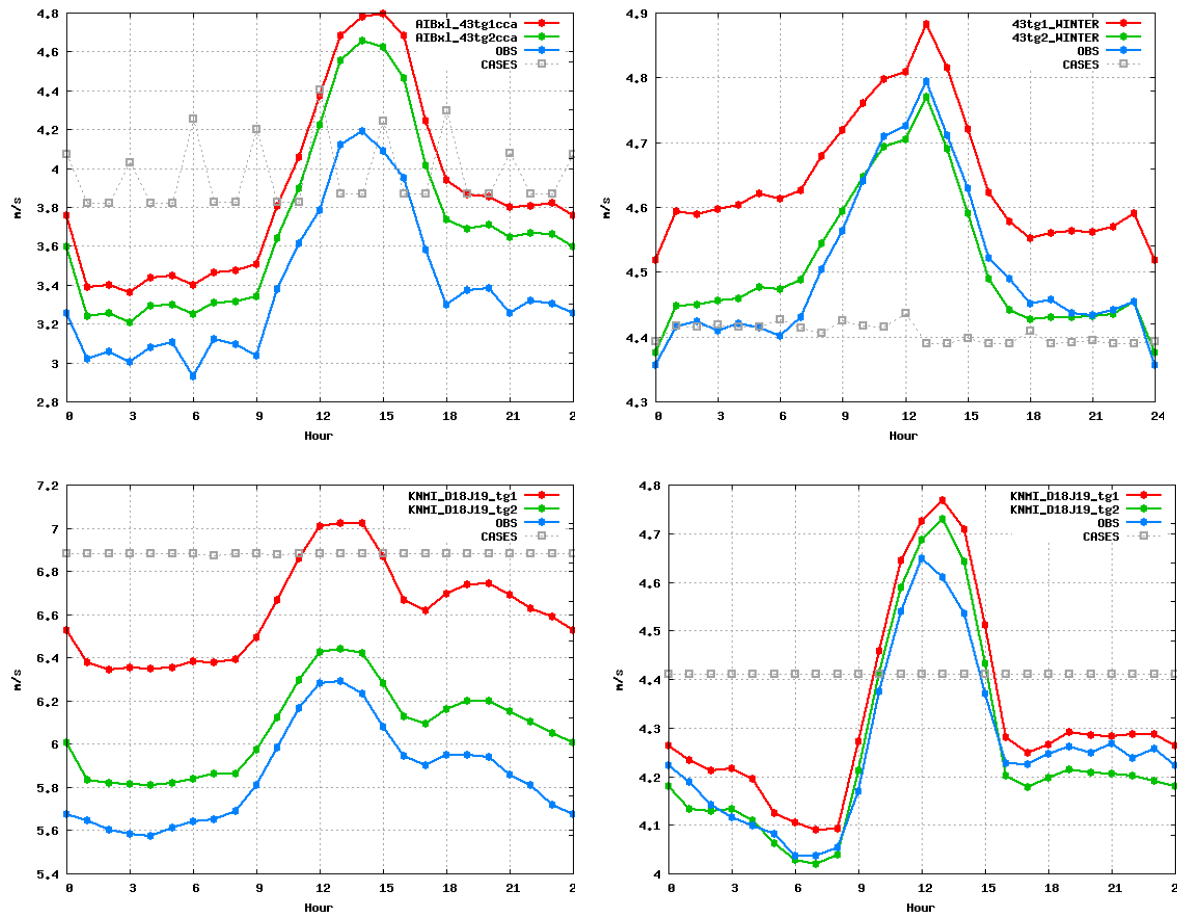 4.8
4.6
4.4
4.2
4
3.8
3.6
3.4
3.2
3
2.8
m/s
0 3 6 9 12 15 18 21 2
Hour
AIBxl_43tg1cca
AIBxl_43tg2cca
OBS
CASES
4.9
4.8
4.7
4.6
4.5
4.4
4.3
m/s
0 3 6 9 12 15 18 21 24
Hour
43tg1_WINTER
43tg2_WINTER
OBS
CASES
7.2
7
6.8
6.6
6.4
6.2
6
5.8
5.6
5.4
m/s
0 3 6 9 12 15 18 21 2
Hour
KNMI_D18J19_tg1
KNMI_D18J19_tg2
OBS
CASES
4.8
4.7
4.6
4.5
4.4
4.3
4.2
4.1
4
m/s
0 3 6 9 12 15 18 21 2
Hour
KNMI_D18J19_tg1
KNMI_D18J19_tg2
OBS
CASES